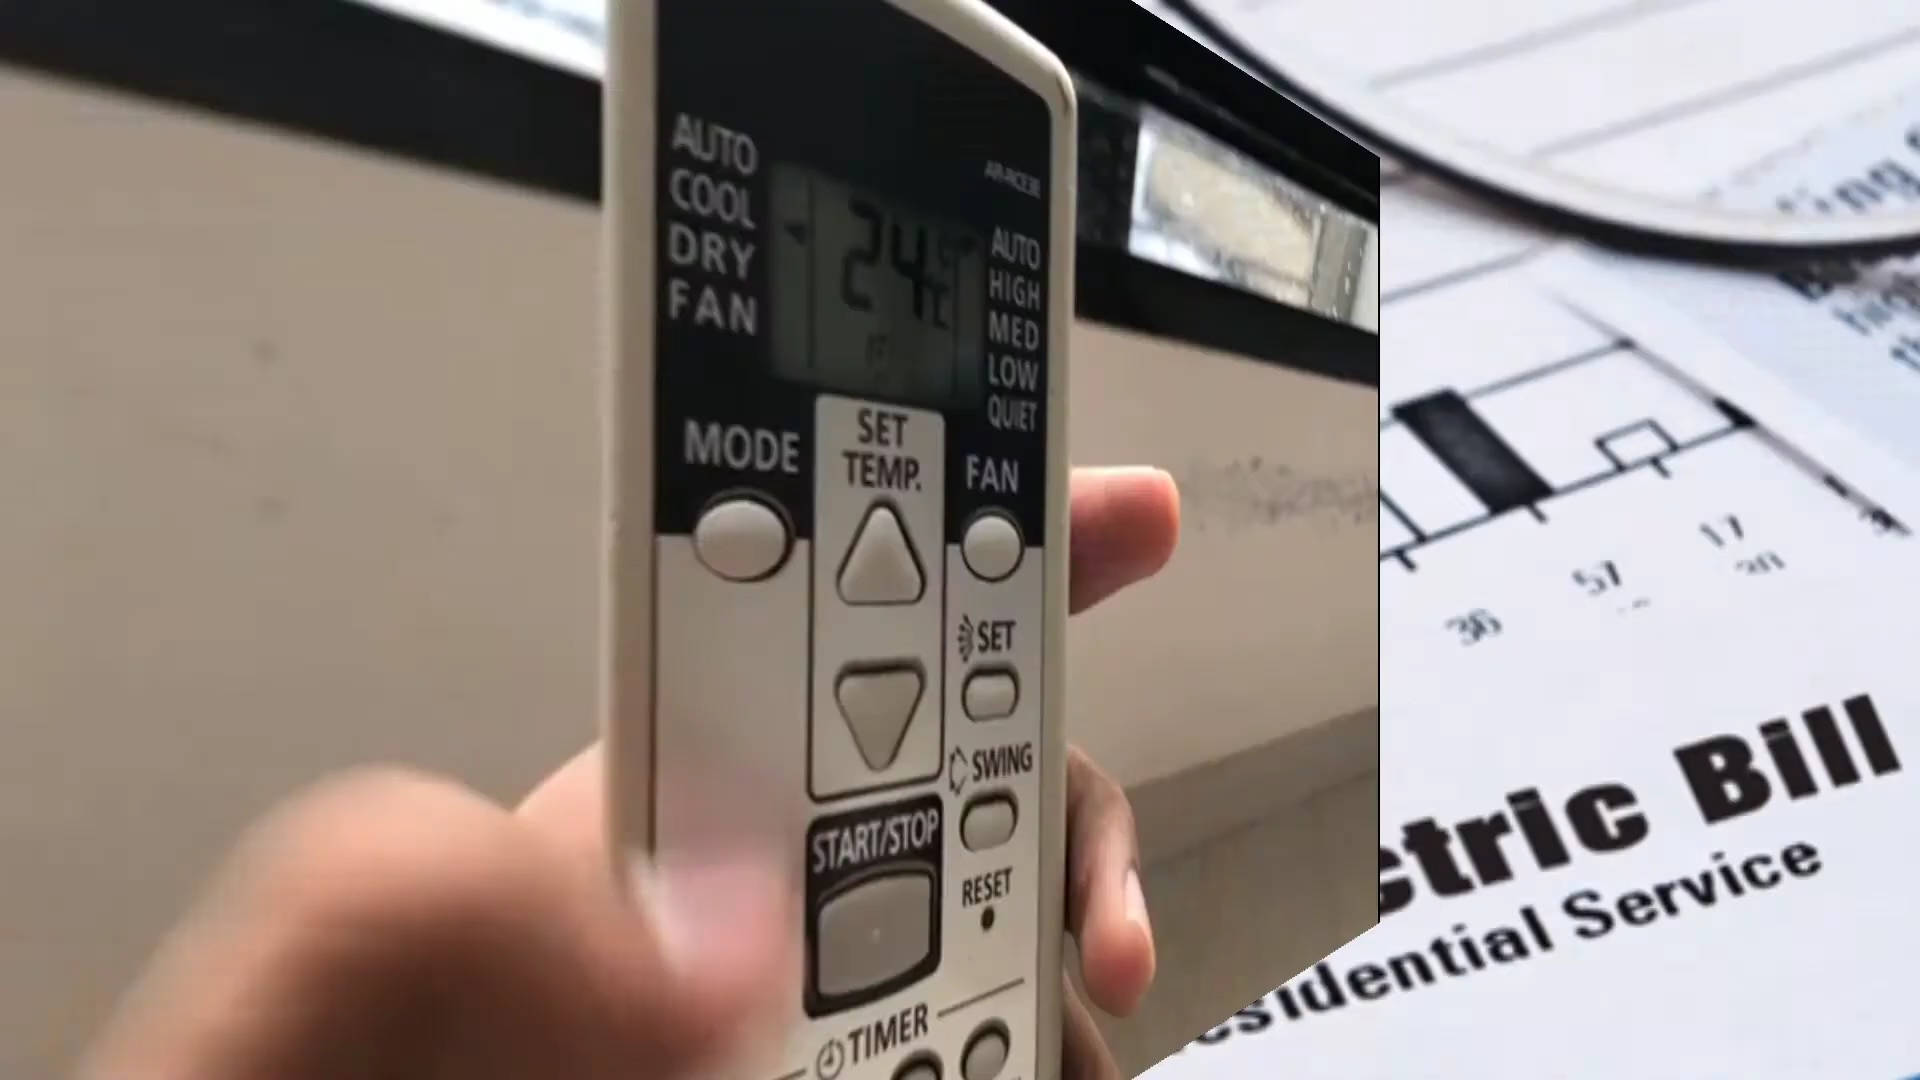 AUTO
COOL
DRY
FAN
24°C
AUTO
HIGH
MED
LOW
QUIET
MODE
SET
TEMP.
FAN
SET
SWING
START/STOP
RESET
TIMER
36
57
17
ctric Bill
sidential Service